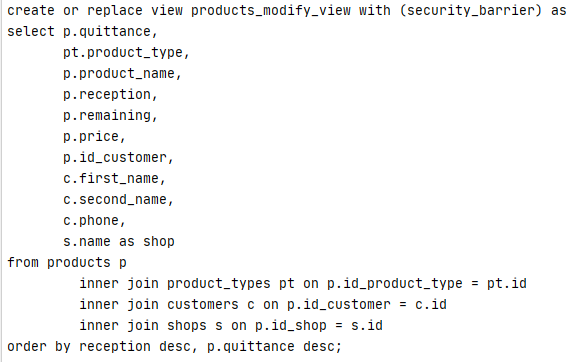 create or replace view products_modify_view with (security_barrier) as
select p.quittance,
       pt.product_type,
       p.product_name,
       p.reception,
       p.remaining,
       p.price,
       p.id_customer,
       c.first_name,
       c.second_name,
       c.phone,
       s.name as shop
from products p
         inner join product_types pt on p.id_product_type = pt.id
         inner join customers c on p.id_customer = c.id
         inner join shops s on p.id_shop = s.id
order by reception desc, p.quittance desc;